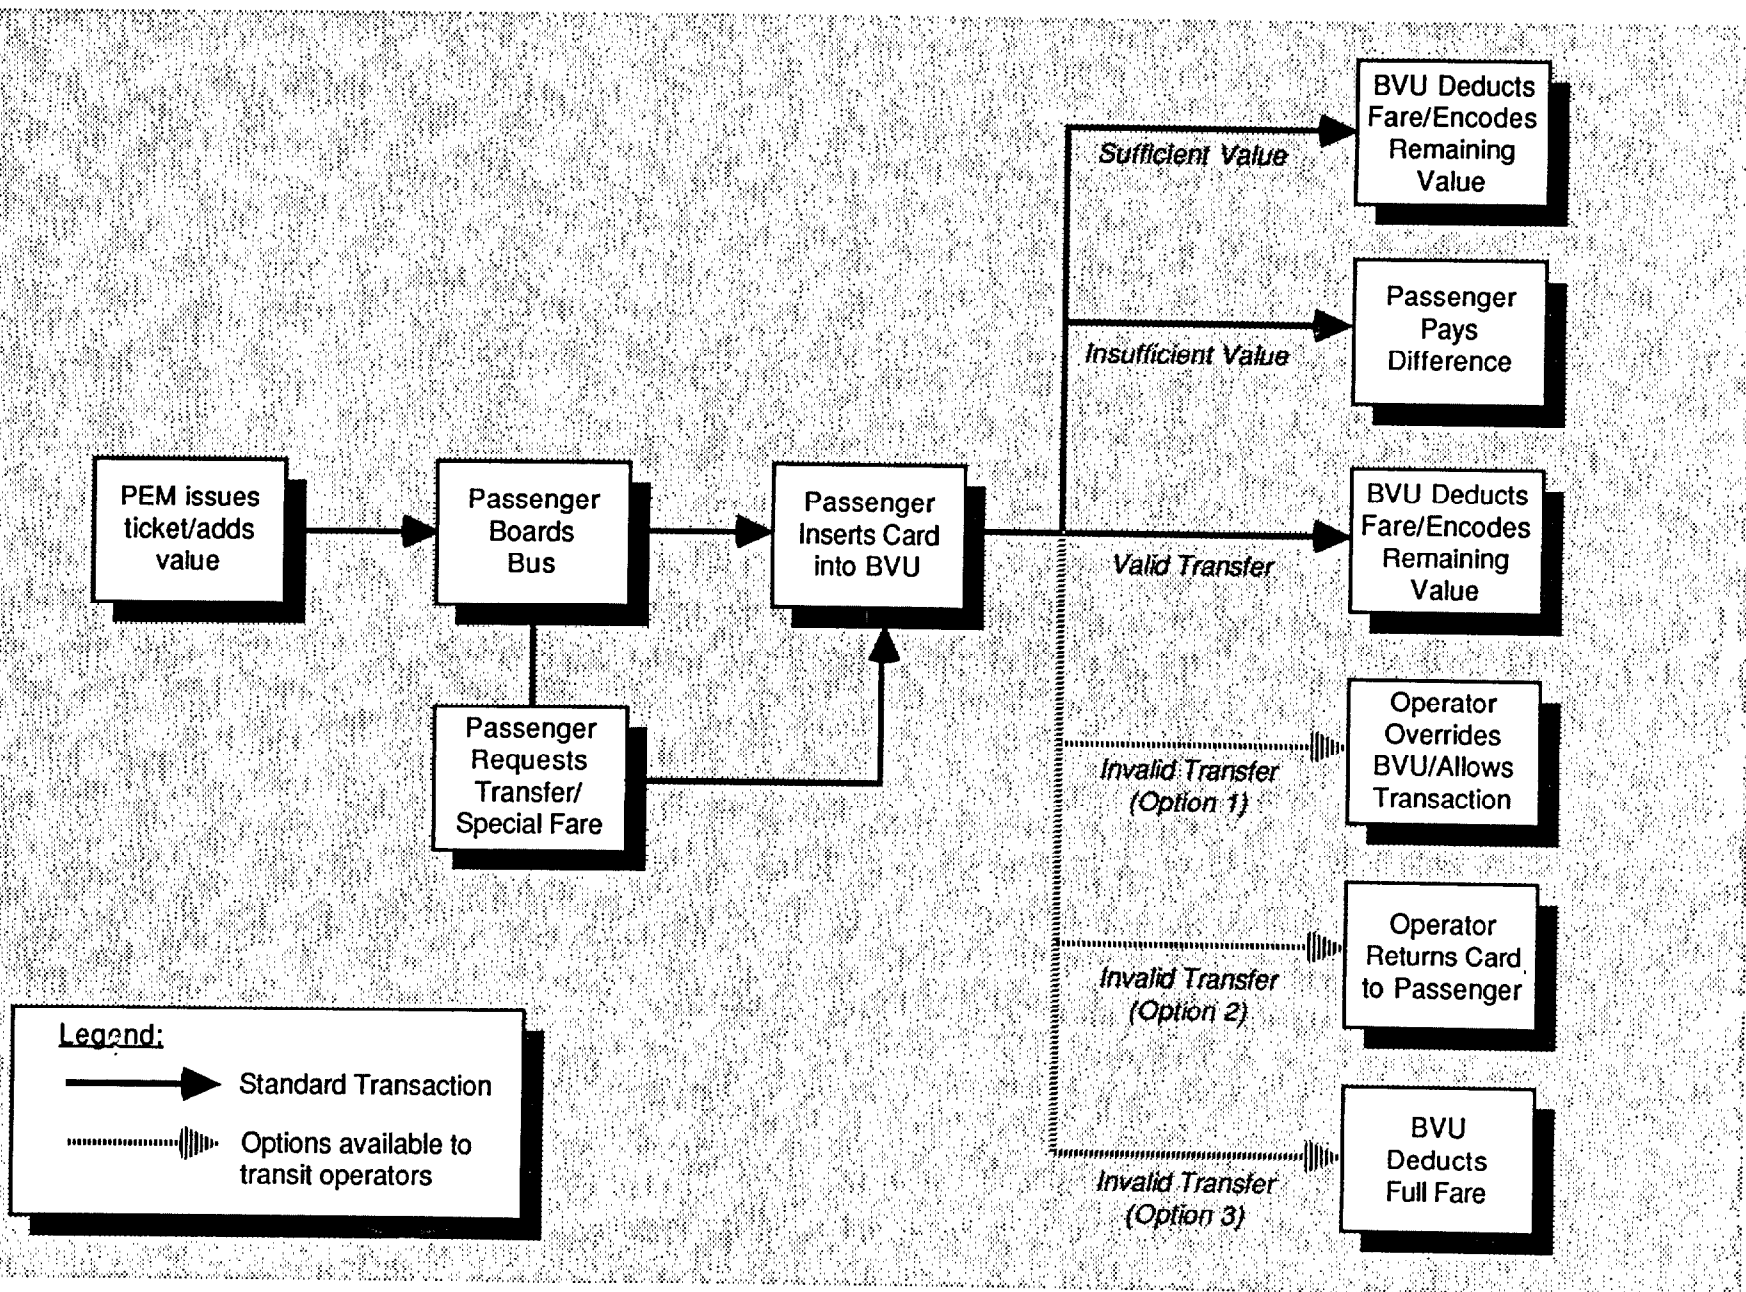 PEM issues
ticket/adds
value
Passenger
Boards
Bus
Passenger
Inserts Card
into BVU
Passenger
Requests
Transfer/
Special Fare
Sufficient Value
BVU Deducts
Fare/Encodes
Remaining
Value
Insufficient Value
Passenger
Pays
Difference
Valid Transfer
BVU Deducts
Fare/Encodes
Remaining
Value
Invalid Transfer
(Option 1)
Operator
Overrides
BVU/Allows
Transaction
Invalid Transfer
(Option 2)
Operator
Returns Card
to Passenger
Invalid Transfer
(Option 3)
BVU
Deducts
Full Fare
Legend:
Standard Transaction
Options available to
transit operators